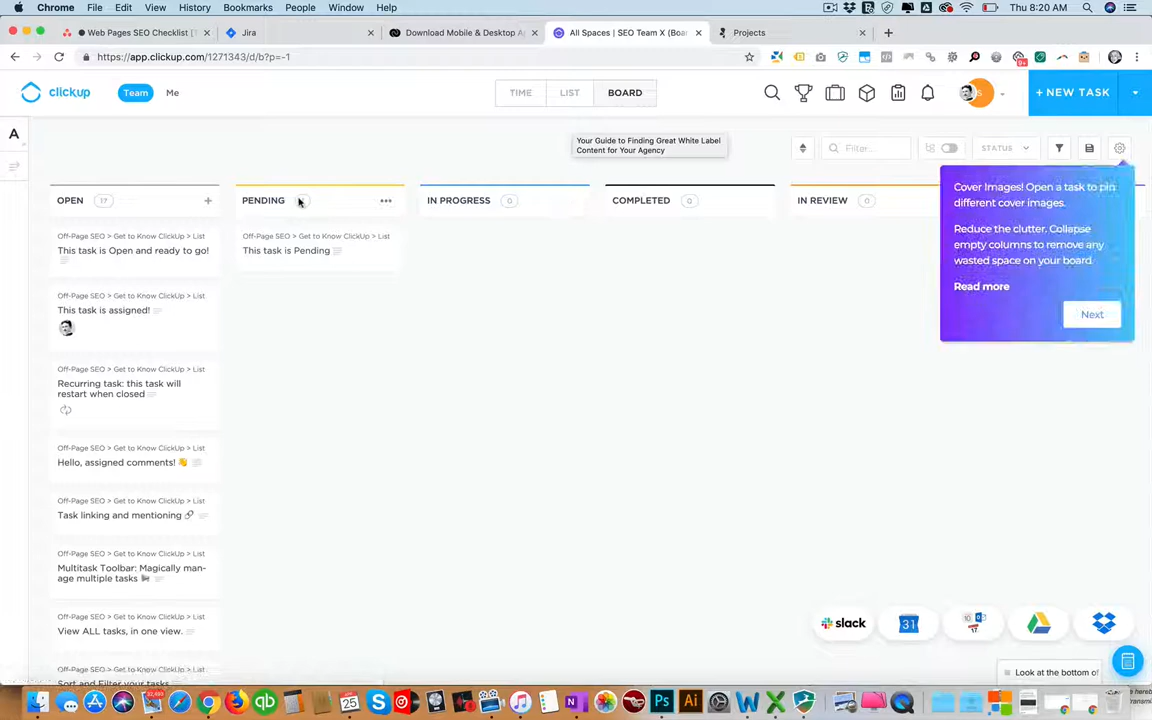 Chrome File Edit View History Bookmarks People Window Help Thu 8:20 AM
Web Pages SEO Checklist [T
Jira
Download Mobile & Desktop A
All Spaces | SEO Team X (Boar
Projects
https://app.clickup.com/1271343/d/b?p=-1
clickup Team Me
TIME LIST BOARD
+ NEW TASK
A
Your Guide to Finding Great White Label
Content for Your Agency
Filter...
STATUS
OPEN 17
PENDING
IN PROGRESS 0
COMPLETED 0
IN REVIEW 0
Off-Page SEO > Get to Know ClickUp > List
This task is Open and ready to go!
Off-Page SEO > Get to Know ClickUp > List
This task is assigned!
Off-Page SEO > Get to Know ClickUp > List
Recurring task: this task will
restart when closed
Off-Page SEO > Get to Know ClickUp > List
Hello, assigned comments! 👋
Off-Page SEO > Get to Know ClickUp > List
Task linking and mentioning 🔗
Off-Page SEO > Get to Know ClickUp > List
Multitask Toolbar: Magically man-
age multiple tasks
Off-Page SEO > Get to Know ClickUp > List
View ALL tasks, in one view.
Off-Page SEO > Get to Know ClickUp > List
Sort and Filter your tasks
Off-Page SEO > Get to Know ClickUp > List
This task is Pending
Cover Images! Open a task to pin
different cover images.
Reduce the clutter. Collapse
empty columns to remove any
wasted space on your board.
Read more
Next
slack
31
Look at the bottom of
25